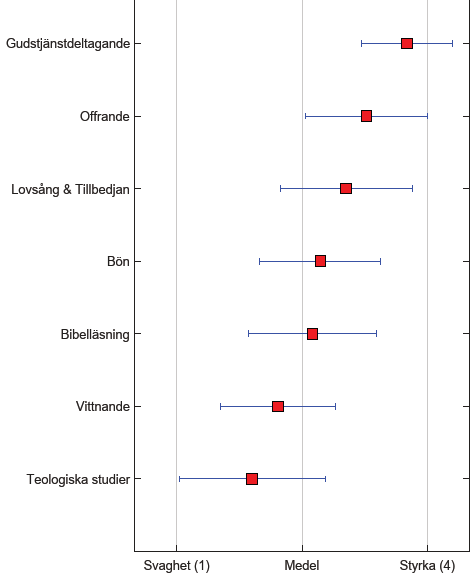 Gudstjänstdeltagande
Offrande
Lovsång & Tillbedjan
Bön
Bibelläsning
Vittnande
Teologiska studier
Svaghet (1) Medel Styrka (4)